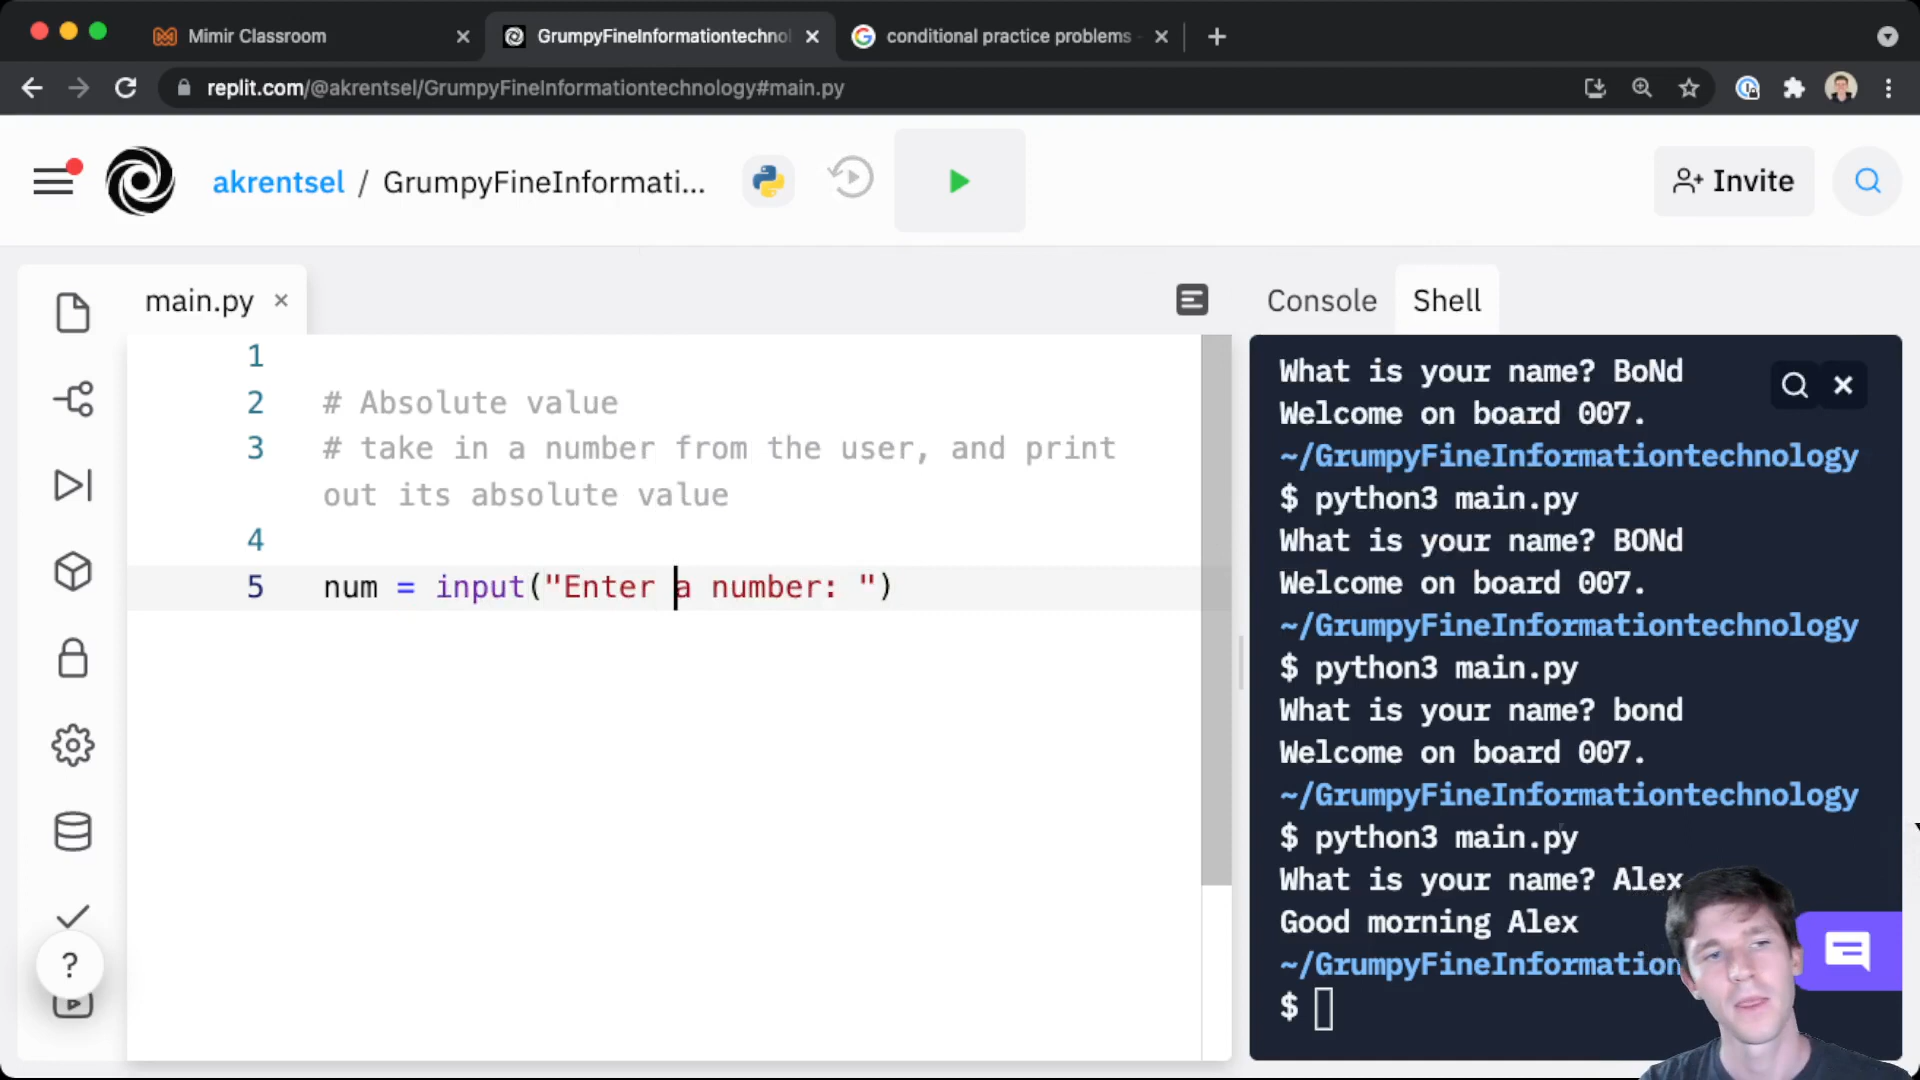 Mimir Classroom
GrumpyFineInformationtechnol
conditional practice problems -
replit.com/@akrentsel/GrumpyFineInformationtechnology#main.py
akrentsel / GrumpyFineInformati...
Invite
main.py
Console
Shell
1
2 # Absolute value
3 # take in a number from the user, and print
out its absolute value
4
5 num = input("Enter a number: ")
What is your name? BoNd
Welcome on board 007.
~/GrumpyFineInformationtechnology
$ python3 main.py
What is your name? BONd
Welcome on board 007.
~/GrumpyFineInformationtechnology
$ python3 main.py
What is your name? bond
Welcome on board 007.
~/GrumpyFineInformationtechnology
$ python3 main.py
What is your name? Alex
Good morning Alex
~/GrumpyFineInformation
$
?